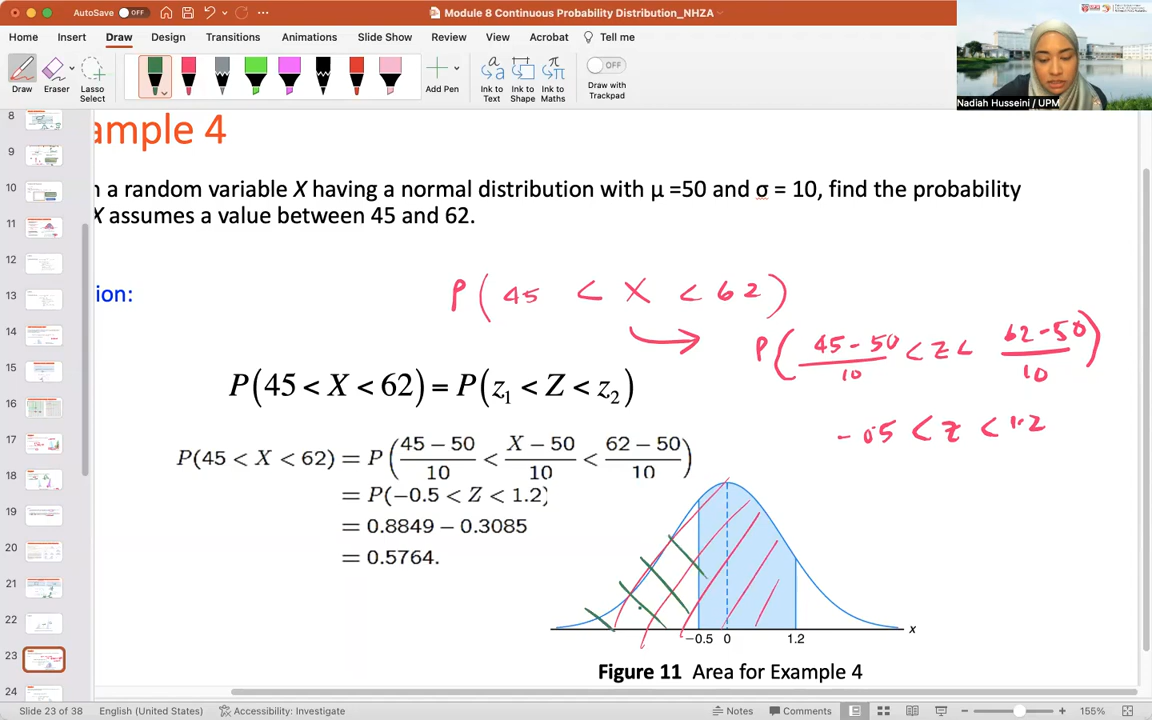 AutoSave OFF
Module 8 Continuous Probability Distribution_NHZA
Home Insert Draw Design Transitions Animations Slide Show Review View Acrobat Tell me
Draw Eraser Lasso Select Add Pen Ink to Text Ink to Shape Ink to Maths OFF Draw with Trackpad
Nadiah Husseini / UPM
8
9
10
11
12
13
14
15
16
17
18
19
20
21
22
23
24
ample 4
n a random variable X having a normal distribution with μ =50 and σ = 10, find the probability
X assumes a value between 45 and 62.
ion:
P( 45 < X < 62)
P( 45 - 50 / 10 < z < 62 - 50 / 10 )
P(45 < X < 62) = P(z₁ < Z < z₂)
- 0.5 < z < 1.2
P(45 < X < 62) = P( 45 − 50 / 10 < X − 50 / 10 < 62 − 50 / 10 )
= P(−0.5 < Z < 1.2)
= 0.8849 − 0.3085
= 0.5764.
−0.5 0 1.2 x
Figure 11 Area for Example 4
Slide 23 of 38 English (United States) Accessibility: Investigate Notes Comments 155%